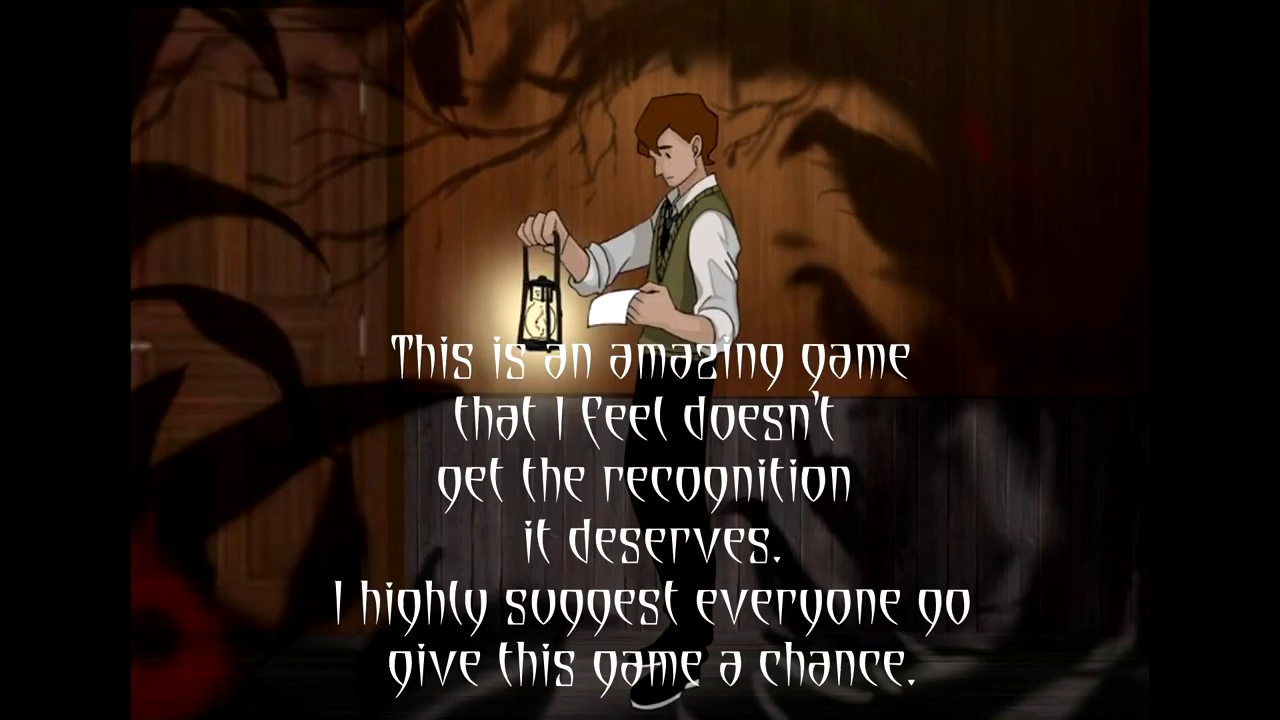 This is an amazing game
that I feel doesn't
get the recognition
it deserves.
I highly suggest everyone go
give this game a chance.